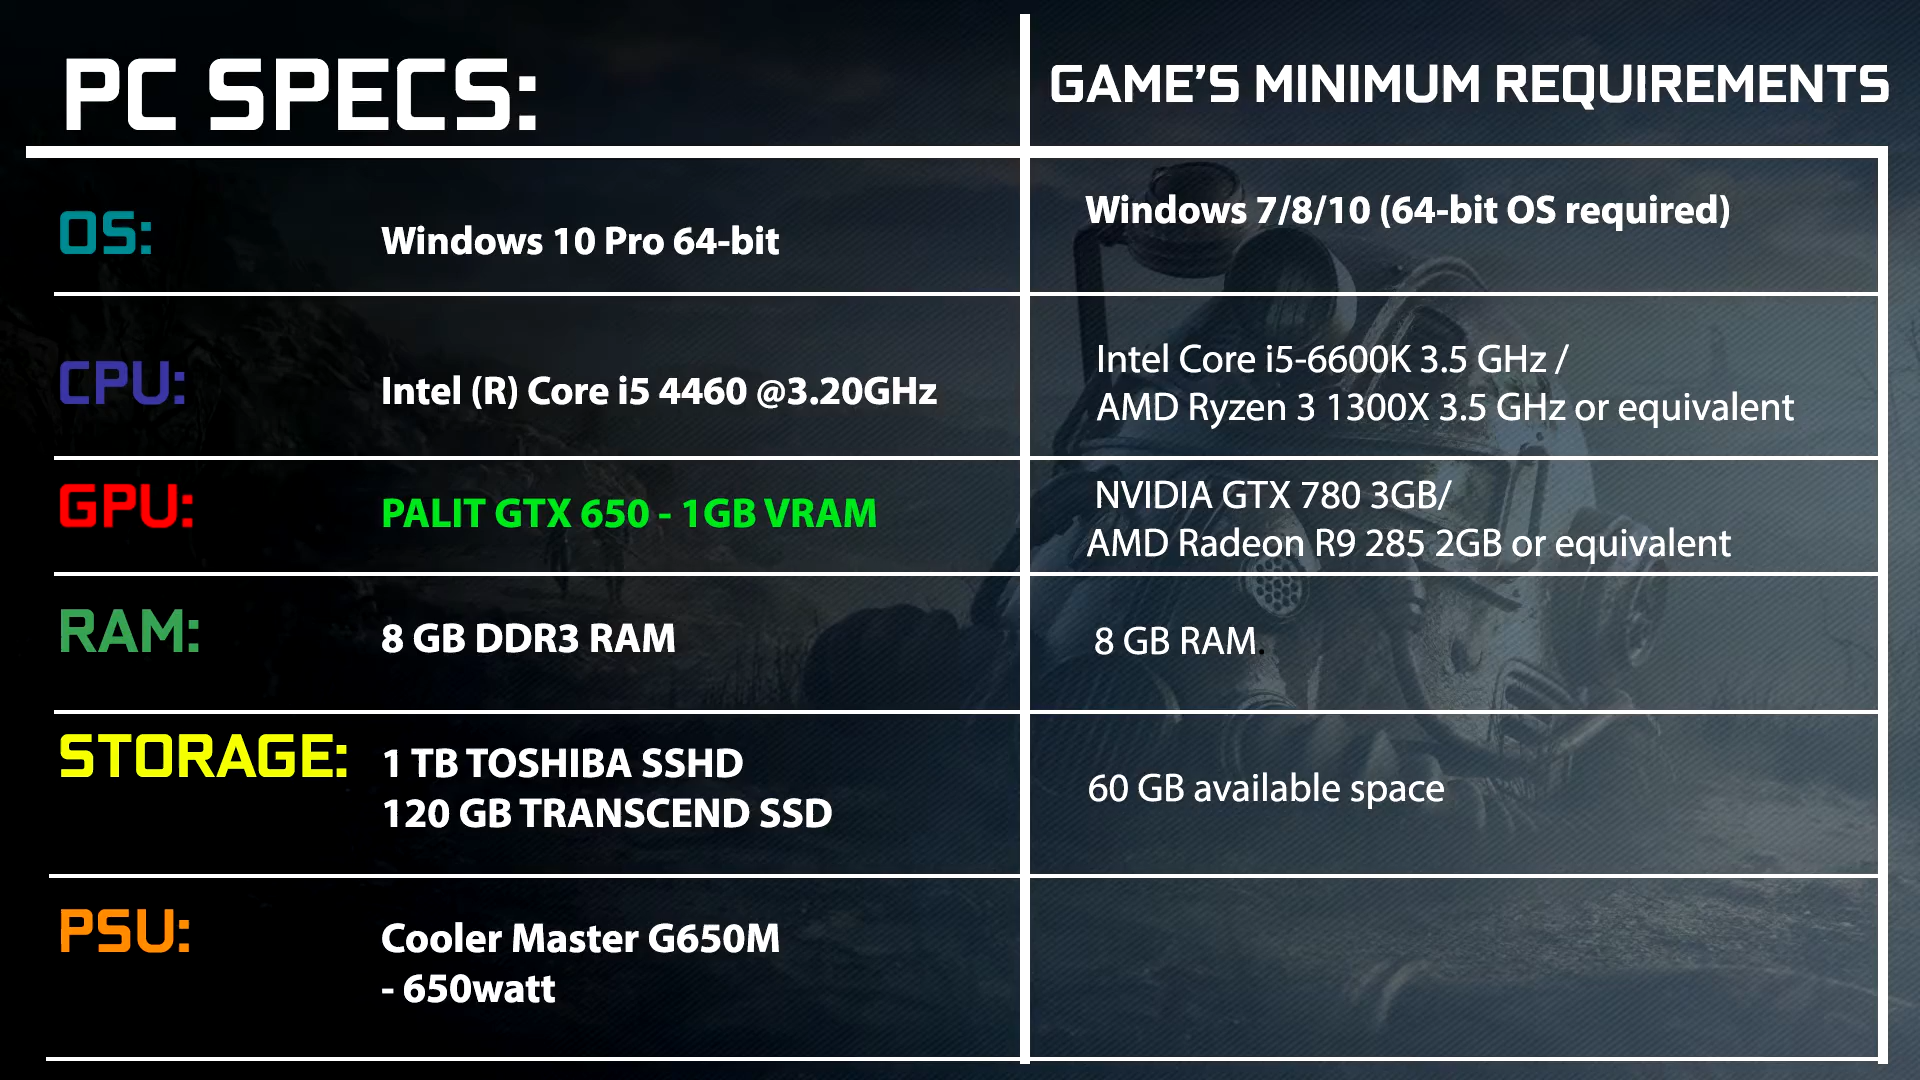 PC SPECS:
GAME'S MINIMUM REQUIREMENTS
OS:
Windows 10 Pro 64-bit
Windows 7/8/10 (64-bit OS required)
CPU:
Intel (R) Core i5 4460 @3.20GHz
Intel Core i5-6600K 3.5 GHz /
AMD Ryzen 3 1300X 3.5 GHz or equivalent
GPU:
PALIT GTX 650 - 1GB VRAM
NVIDIA GTX 780 3GB/
AMD Radeon R9 285 2GB or equivalent
RAM:
8 GB DDR3 RAM
8 GB RAM.
STORAGE:
1 TB TOSHIBA SSHD
120 GB TRANSCEND SSD
60 GB available space
PSU:
Cooler Master G650M
- 650watt